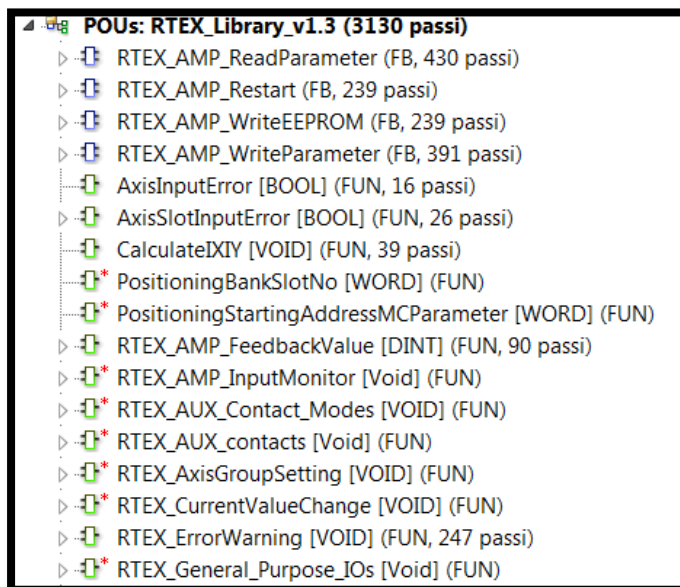 POUs: RTEX_Library_v1.3 (3130 passi)
RTEX_AMP_ReadParameter (FB, 430 passi)
RTEX_AMP_Restart (FB, 239 passi)
RTEX_AMP_WriteEEPROM (FB, 239 passi)
RTEX_AMP_WriteParameter (FB, 391 passi)
AxisInputError [BOOL] (FUN, 16 passi)
AxisSlotInputError [BOOL] (FUN, 26 passi)
CalculateIXIY [VOID] (FUN, 39 passi)
* PositioningBankSlotNo [WORD] (FUN)
* PositioningStartingAddressMCParameter [WORD] (FUN)
RTEX_AMP_FeedbackValue [DINT] (FUN, 90 passi)
* RTEX_AMP_InputMonitor [Void] (FUN)
* RTEX_AUX_Contact_Modes [VOID] (FUN)
* RTEX_AUX_contacts [Void] (FUN)
* RTEX_AxisGroupSetting [VOID] (FUN)
* RTEX_CurrentValueChange [VOID] (FUN)
RTEX_ErrorWarning [VOID] (FUN, 247 passi)
* RTEX_General_Purpose_IOs [Void] (FUN)